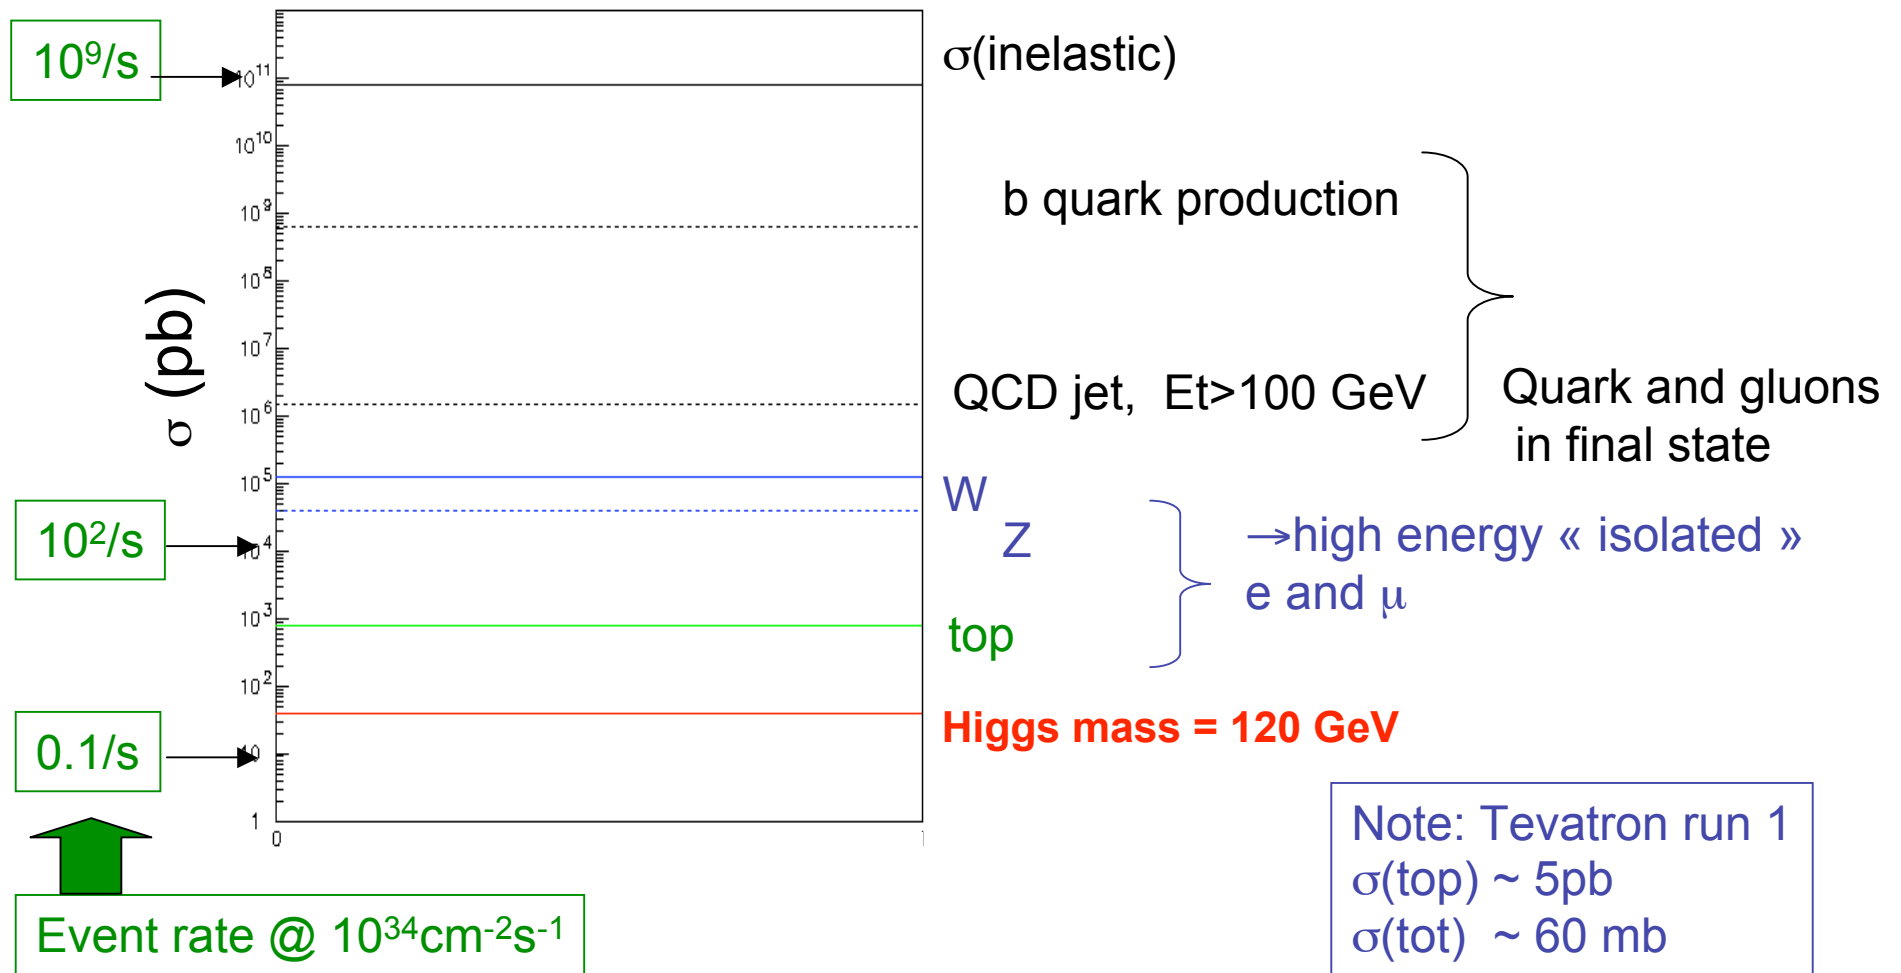 10⁹/s
10¹¹
σ(inelastic)
10¹⁰
b quark production
10⁹
10⁸
σ (pb)
10⁷
QCD jet, Et>100 GeV
Quark and gluons
in final state
10⁶
10⁵
W
10²/s
10⁴
Z
→high energy « isolated »
e and μ
10³
top
10²
Higgs mass = 120 GeV
0.1/s
10
1
0
Note: Tevatron run 1
σ(top) ~ 5pb
σ(tot) ~ 60 mb
Event rate @ 10³⁴cm⁻²s⁻¹